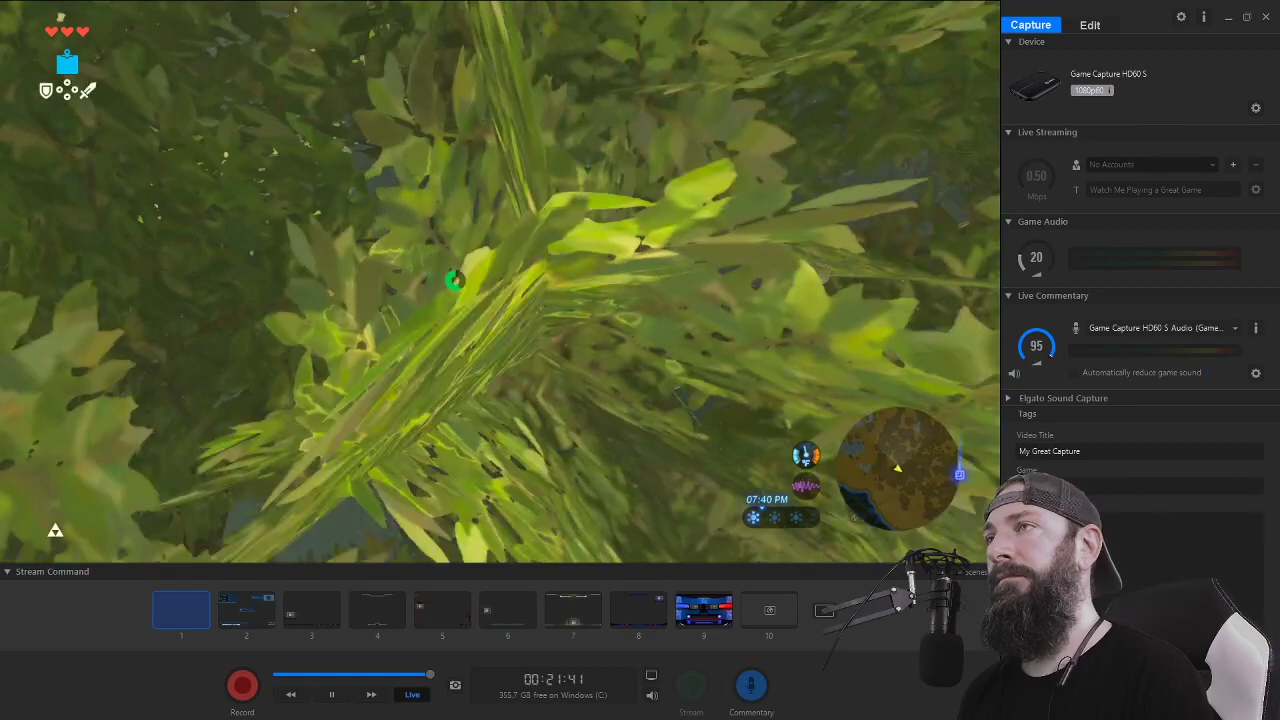 Capture
Edit
Device
Game Capture HD60 S
1080p60
Live Streaming
0.50
Mbps
No Accounts
Watch Me Playing a Great Game
Game Audio
20
Live Commentary
95
Game Capture HD60 S Audio (Game...
Automatically reduce game sound
Elgato Sound Capture
Tags
Video Title
My Great Capture
Game
°F
07:40 PM
Stream Command
Scenes
1
2
3
4
5
6
7
8
9
10
Record
Live
00:21:41
355.7 GB free on Windows (C:)
Stream
Commentary